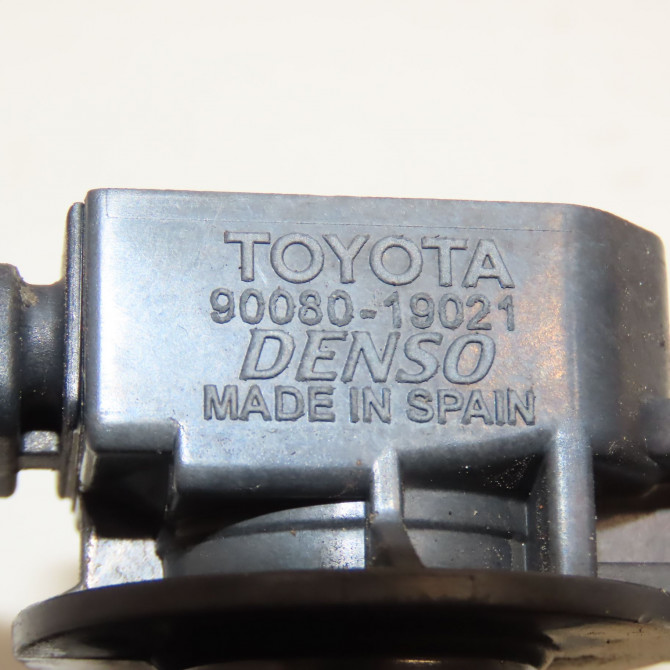 TOYOTA
90080-19021
DENSO
MADE IN SPAIN